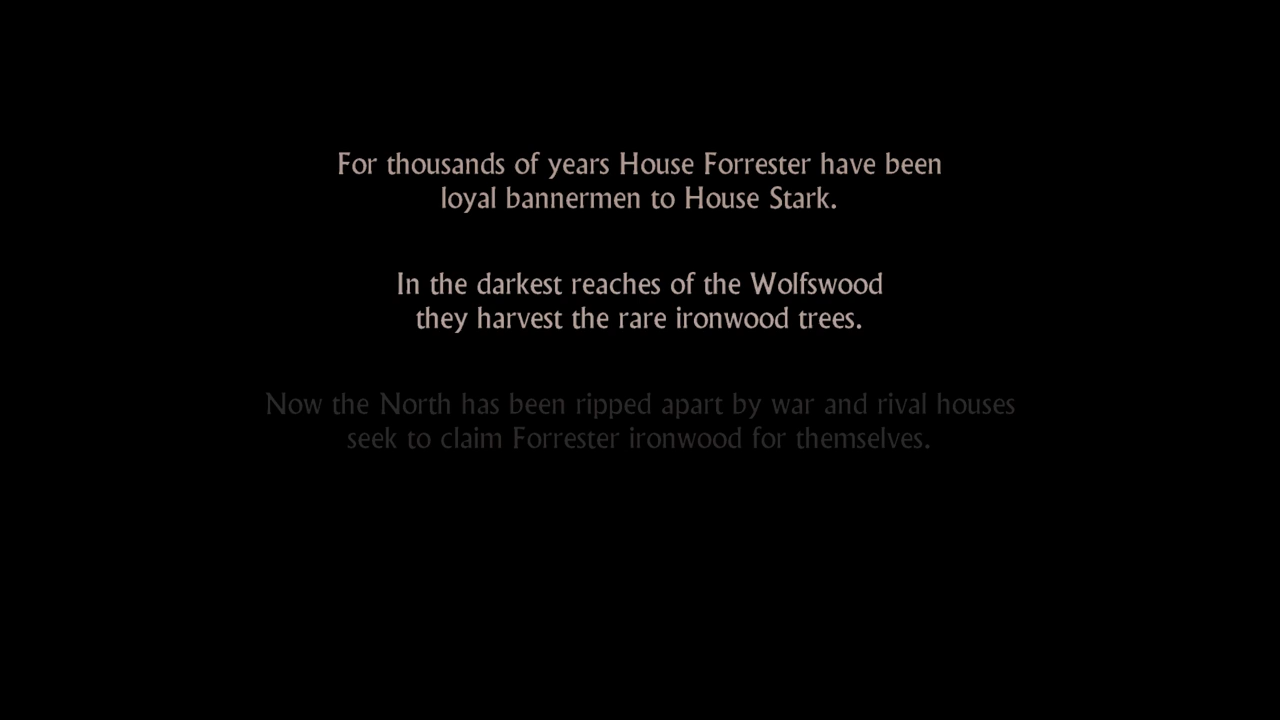 For thousands of years House Forrester have been
loyal bannermen to House Stark.
In the darkest reaches of the Wolfswood
they harvest the rare ironwood trees.
Now the North has been ripped apart by war and rival houses
seek to claim Forrester ironwood for themselves.